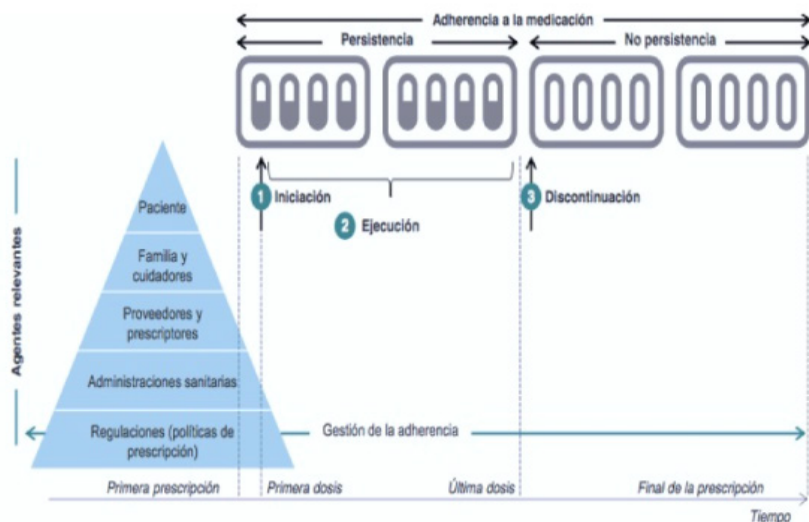 Adherencia a la medicación
Persistencia
No persistencia
1 Iniciación
2 Ejecución
3 Discontinuación
Agentes relevantes
Paciente
Familia y
cuidadores
Proveedores y
prescriptores
Administraciones sanitarias
Regulaciones (políticas de
prescripción)
Gestión de la adherencia
Primera prescripción
Primera dosis
Última dosis
Final de la prescripción
Tiempo